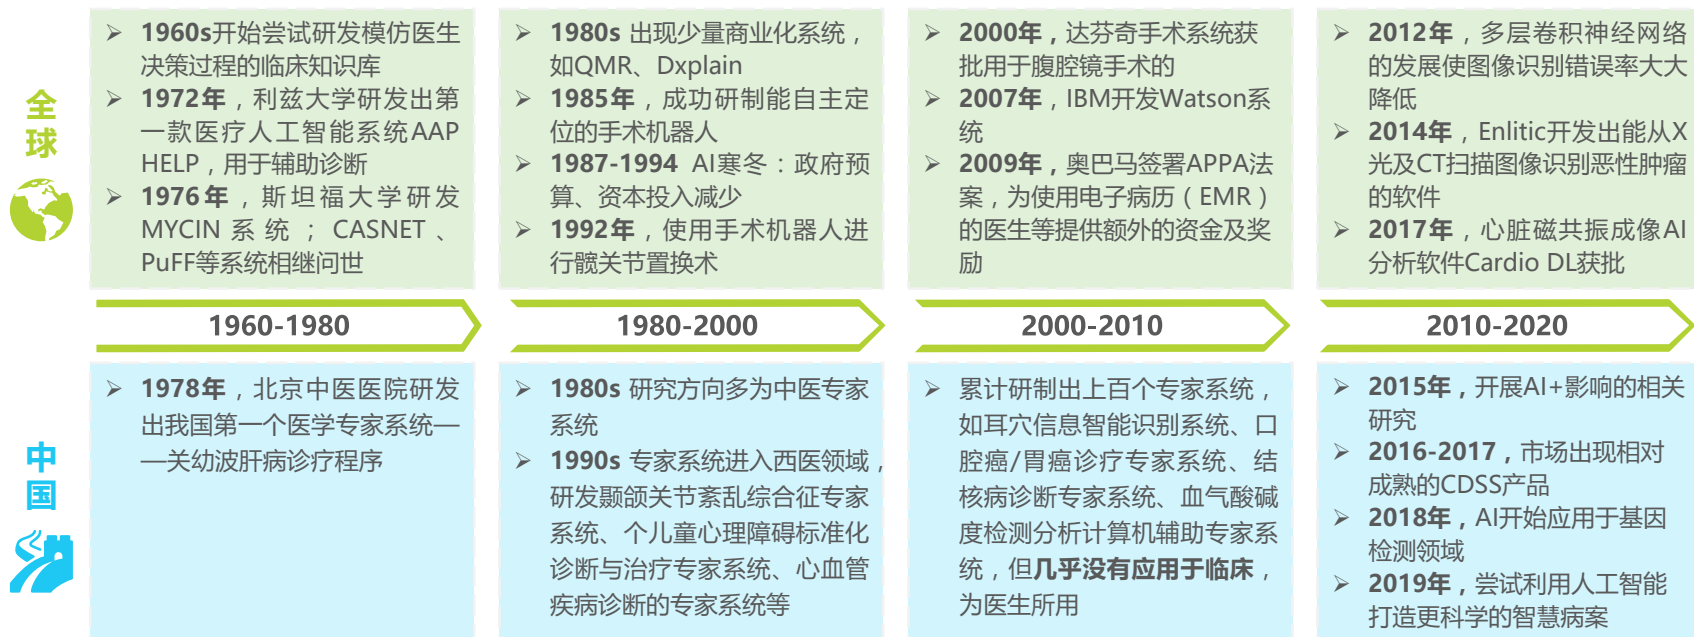 全
球
➢ 1960s开始尝试研发模仿医生
决策过程的临床知识库
➢ 1972年，利兹大学研发出第
一款医疗人工智能系统AAP
HELP，用于辅助诊断
➢ 1976年，斯坦福大学研发
MYCIN系统；CASNET、
PuFF等系统相继问世
➢ 1980s 出现少量商业化系统，
如QMR、Dxplain
➢ 1985年，成功研制能自主定
位的手术机器人
➢ 1987-1994 AI寒冬：政府预
算、资本投入减少
➢ 1992年，使用手术机器人进
行髋关节置换术
➢ 2000年，达芬奇手术系统获
批用于腹腔镜手术的
➢ 2007年，IBM开发Watson系
统
➢ 2009年，奥巴马签署APPA法
案，为使用电子病历（EMR）
的医生等提供额外的资金及奖
励
➢ 2012年，多层卷积神经网络
的发展使图像识别错误率大大
降低
➢ 2014年，Enlitic开发出能从X
光及CT扫描图像识别恶性肿瘤
的软件
➢ 2017年，心脏磁共振成像AI
分析软件Cardio DL获批
1960-1980
1980-2000
2000-2010
2010-2020
中
国
➢ 1978年，北京中医医院研发
出我国第一个医学专家系统—
—关幼波肝病诊疗程序
➢ 1980s 研究方向多为中医专家
系统
➢ 1990s 专家系统进入西医领域，
研发颞颌关节紊乱综合征专家
系统、个儿童心理障碍标准化
诊断与治疗专家系统、心血管
疾病诊断的专家系统等
➢ 累计研制出上百个专家系统，
如耳穴信息智能识别系统、口
腔癌/胃癌诊疗专家系统、结
核病诊断专家系统、血气酸碱
度检测分析计算机辅助专家系
统，但几乎没有应用于临床，
为医生所用
➢ 2015年，开展AI+影响的相关
研究
➢ 2016-2017，市场出现相对
成熟的CDSS产品
➢ 2018年，AI开始应用于基因
检测领域
➢ 2019年，尝试利用人工智能
打造更科学的智慧病案